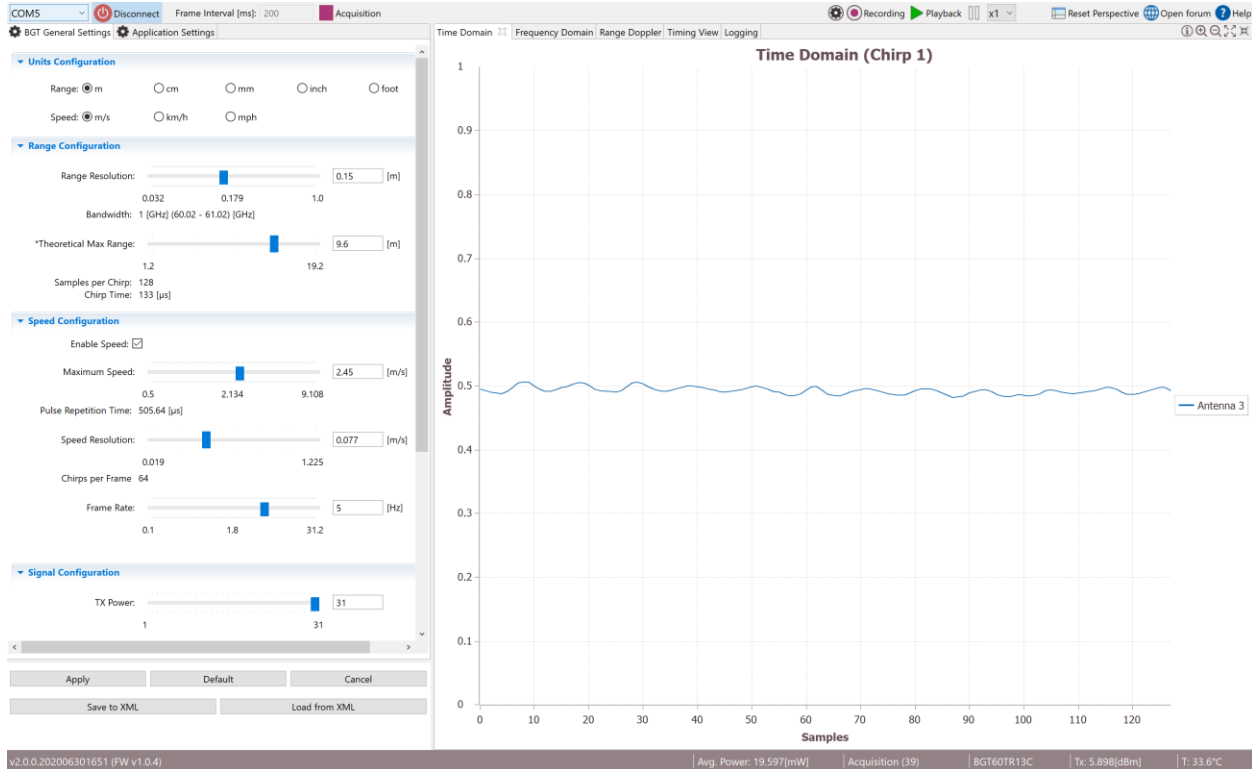 COM5 Disconnect Frame Interval [ms]: 200 Acquisition Recording Playback x1 Reset Perspective Open forum Help
BGT General Settings Application Settings
Units Configuration
Range: m cm mm inch foot
Speed: m/s km/h mph
Range Configuration
Range Resolution: 0.15 [m]
0.032 0.179 1.0
Bandwidth: 1 [GHz] (60.02 - 61.02) [GHz]
*Theoretical Max Range: 9.6 [m]
1.2 19.2
Samples per Chirp: 128
Chirp Time: 133 [µs]
Speed Configuration
Enable Speed:
Maximum Speed: 2.45 [m/s]
0.5 2.134 9.108
Pulse Repetition Time: 505.64 [µs]
Speed Resolution: 0.077 [m/s]
0.019 1.225
Chirps per Frame 64
Frame Rate: 5 [Hz]
0.1 1.8 31.2
Signal Configuration
TX Power: 31
1 31
Apply Default Cancel
Save to XML Load from XML
Time Domain Frequency Domain Range Doppler Timing View Logging
Time Domain (Chirp 1)
1
0.9
0.8
0.7
0.6
0.5
0.4
0.3
0.2
0.1
0
Amplitude
Antenna 3
0 10 20 30 40 50 60 70 80 90 100 110 120
Samples
v2.0.0.202006301651 (FW v1.0.4) Avg. Power: 19.597[mW] Acquisition (39) BGT60TR13C Tx: 5.898[dBm] T: 33.6°C